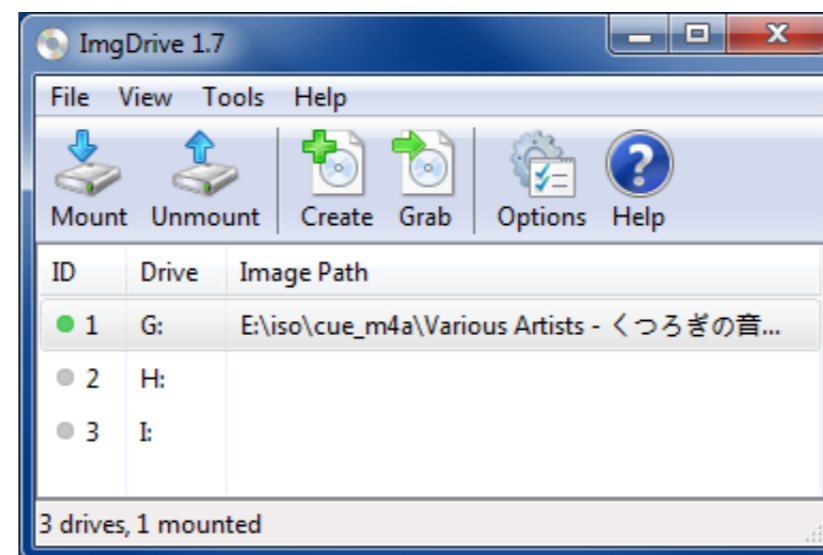 ImgDrive 1.7
File View Tools Help
Mount Unmount Create Grab Options Help
ID Drive Image Path
1 G: E:\iso\cue_m4a\Various Artists - くつろぎの音...
2 H:
3 I:
3 drives, 1 mounted